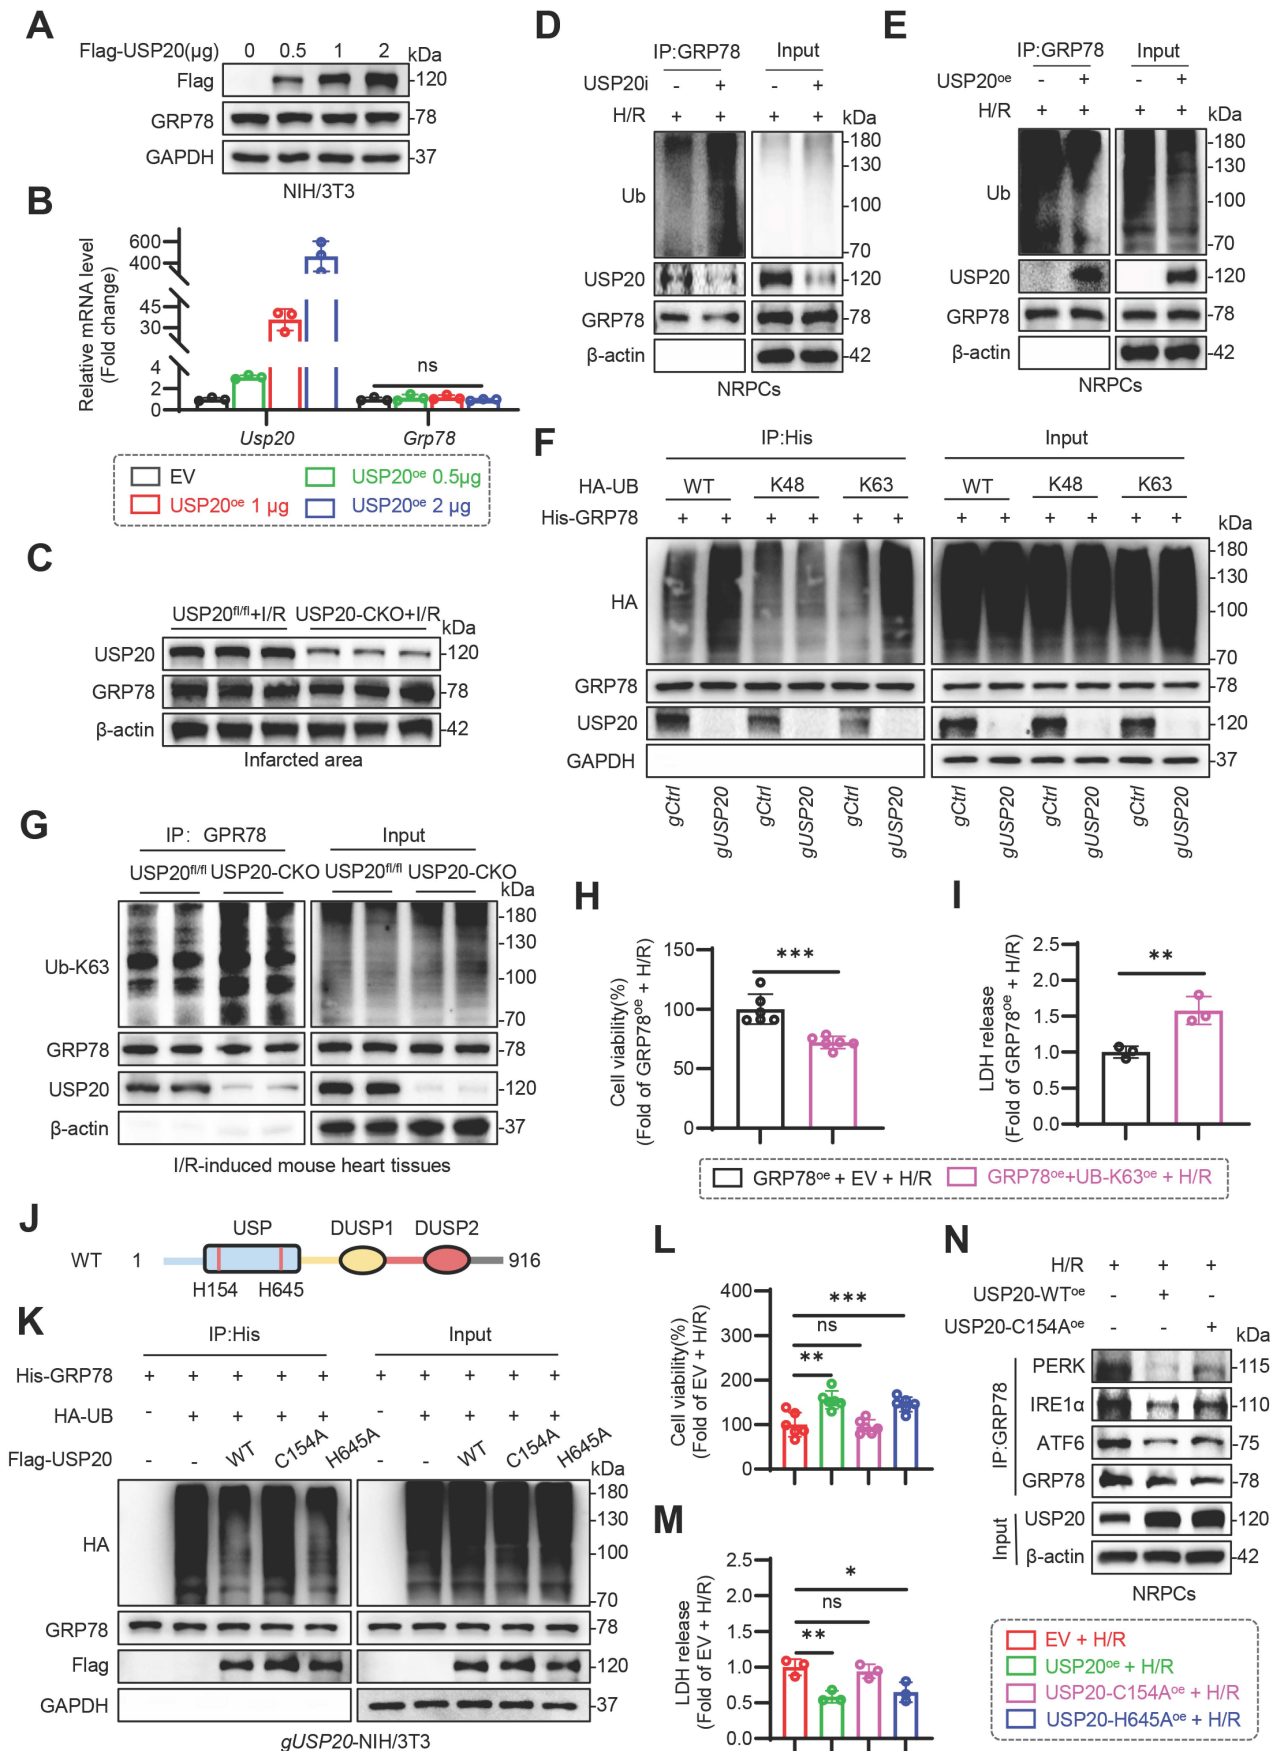 A
Flag-USP20(μg) 0 0.5 1 2 kDa
Flag -120
GRP78 -78
GAPDH -37
NIH/3T3
B
Relative mRNA level
(Fold change)
600
400
45
30
4
2
0
ns
Usp20 Grp78
EV USP20oe 0.5μg
USP20oe 1 μg USP20oe 2 μg
C
USP20fl/fl+I/R USP20-CKO+I/R
kDa
USP20 -120
GRP78 -78
β-actin -42
Infarcted area
D
IP:GRP78 Input
USP20i - + - +
H/R + + + + kDa
Ub -180
-130
-100
-70
USP20 -120
GRP78 -78
β-actin -42
NRPCs
E
IP:GRP78 Input
USP20oe - + - +
H/R + + + + kDa
Ub -180
-130
-100
-70
USP20 -120
GRP78 -78
β-actin -42
NRPCs
F
IP:His Input
HA-UB WT K48 K63 WT K48 K63
His-GRP78 + + + + + + + + + + + +
kDa
HA -180
-130
-100
-70
GRP78 -78
USP20 -120
GAPDH -37
gCtrl gUSP20 gCtrl gUSP20 gCtrl gUSP20 gCtrl gUSP20 gCtrl gUSP20 gCtrl gUSP20
G
IP: GPR78 Input
USP20fl/fl USP20-CKO USP20fl/fl USP20-CKO
kDa
Ub-K63 -180
-130
-100
-70
GRP78 -78
USP20 -120
β-actin -37
I/R-induced mouse heart tissues
H
Cell viability(%)
(Fold of GRP78oe + H/R)
150
100
50
0
***
I
LDH release
(Fold of GRP78oe + H/R)
2.5
2.0
1.5
1.0
0.5
0.0
**
GRP78oe + EV + H/R GRP78oe+UB-K63oe + H/R
J
USP DUSP1 DUSP2
WT 1 916
H154 H645
K
IP:His Input
His-GRP78 + + + + + + + + + +
HA-UB - + + + + - + + + +
Flag-USP20 - - WT C154A H645A - - WT C154A H645A
kDa
HA -180
-130
-100
-70
GRP78 -78
Flag -120
GAPDH -37
gUSP20-NIH/3T3
L
Cell viability(%)
(Fold of EV + H/R)
400
300
200
100
0
***
ns
**
M
LDH release
(Fold of EV + H/R)
2.5
2.0
1.5
1.0
0.5
0.0
*
ns
**
N
H/R + + +
USP20-WToe - + -
USP20-C154Aoe - - +
kDa
IP:GRP78
PERK -115
IRE1α -110
ATF6 -75
GRP78 -78
Input
USP20 -120
β-actin -42
NRPCs
EV + H/R
USP20oe + H/R
USP20-C154Aoe + H/R
USP20-H645Aoe + H/R